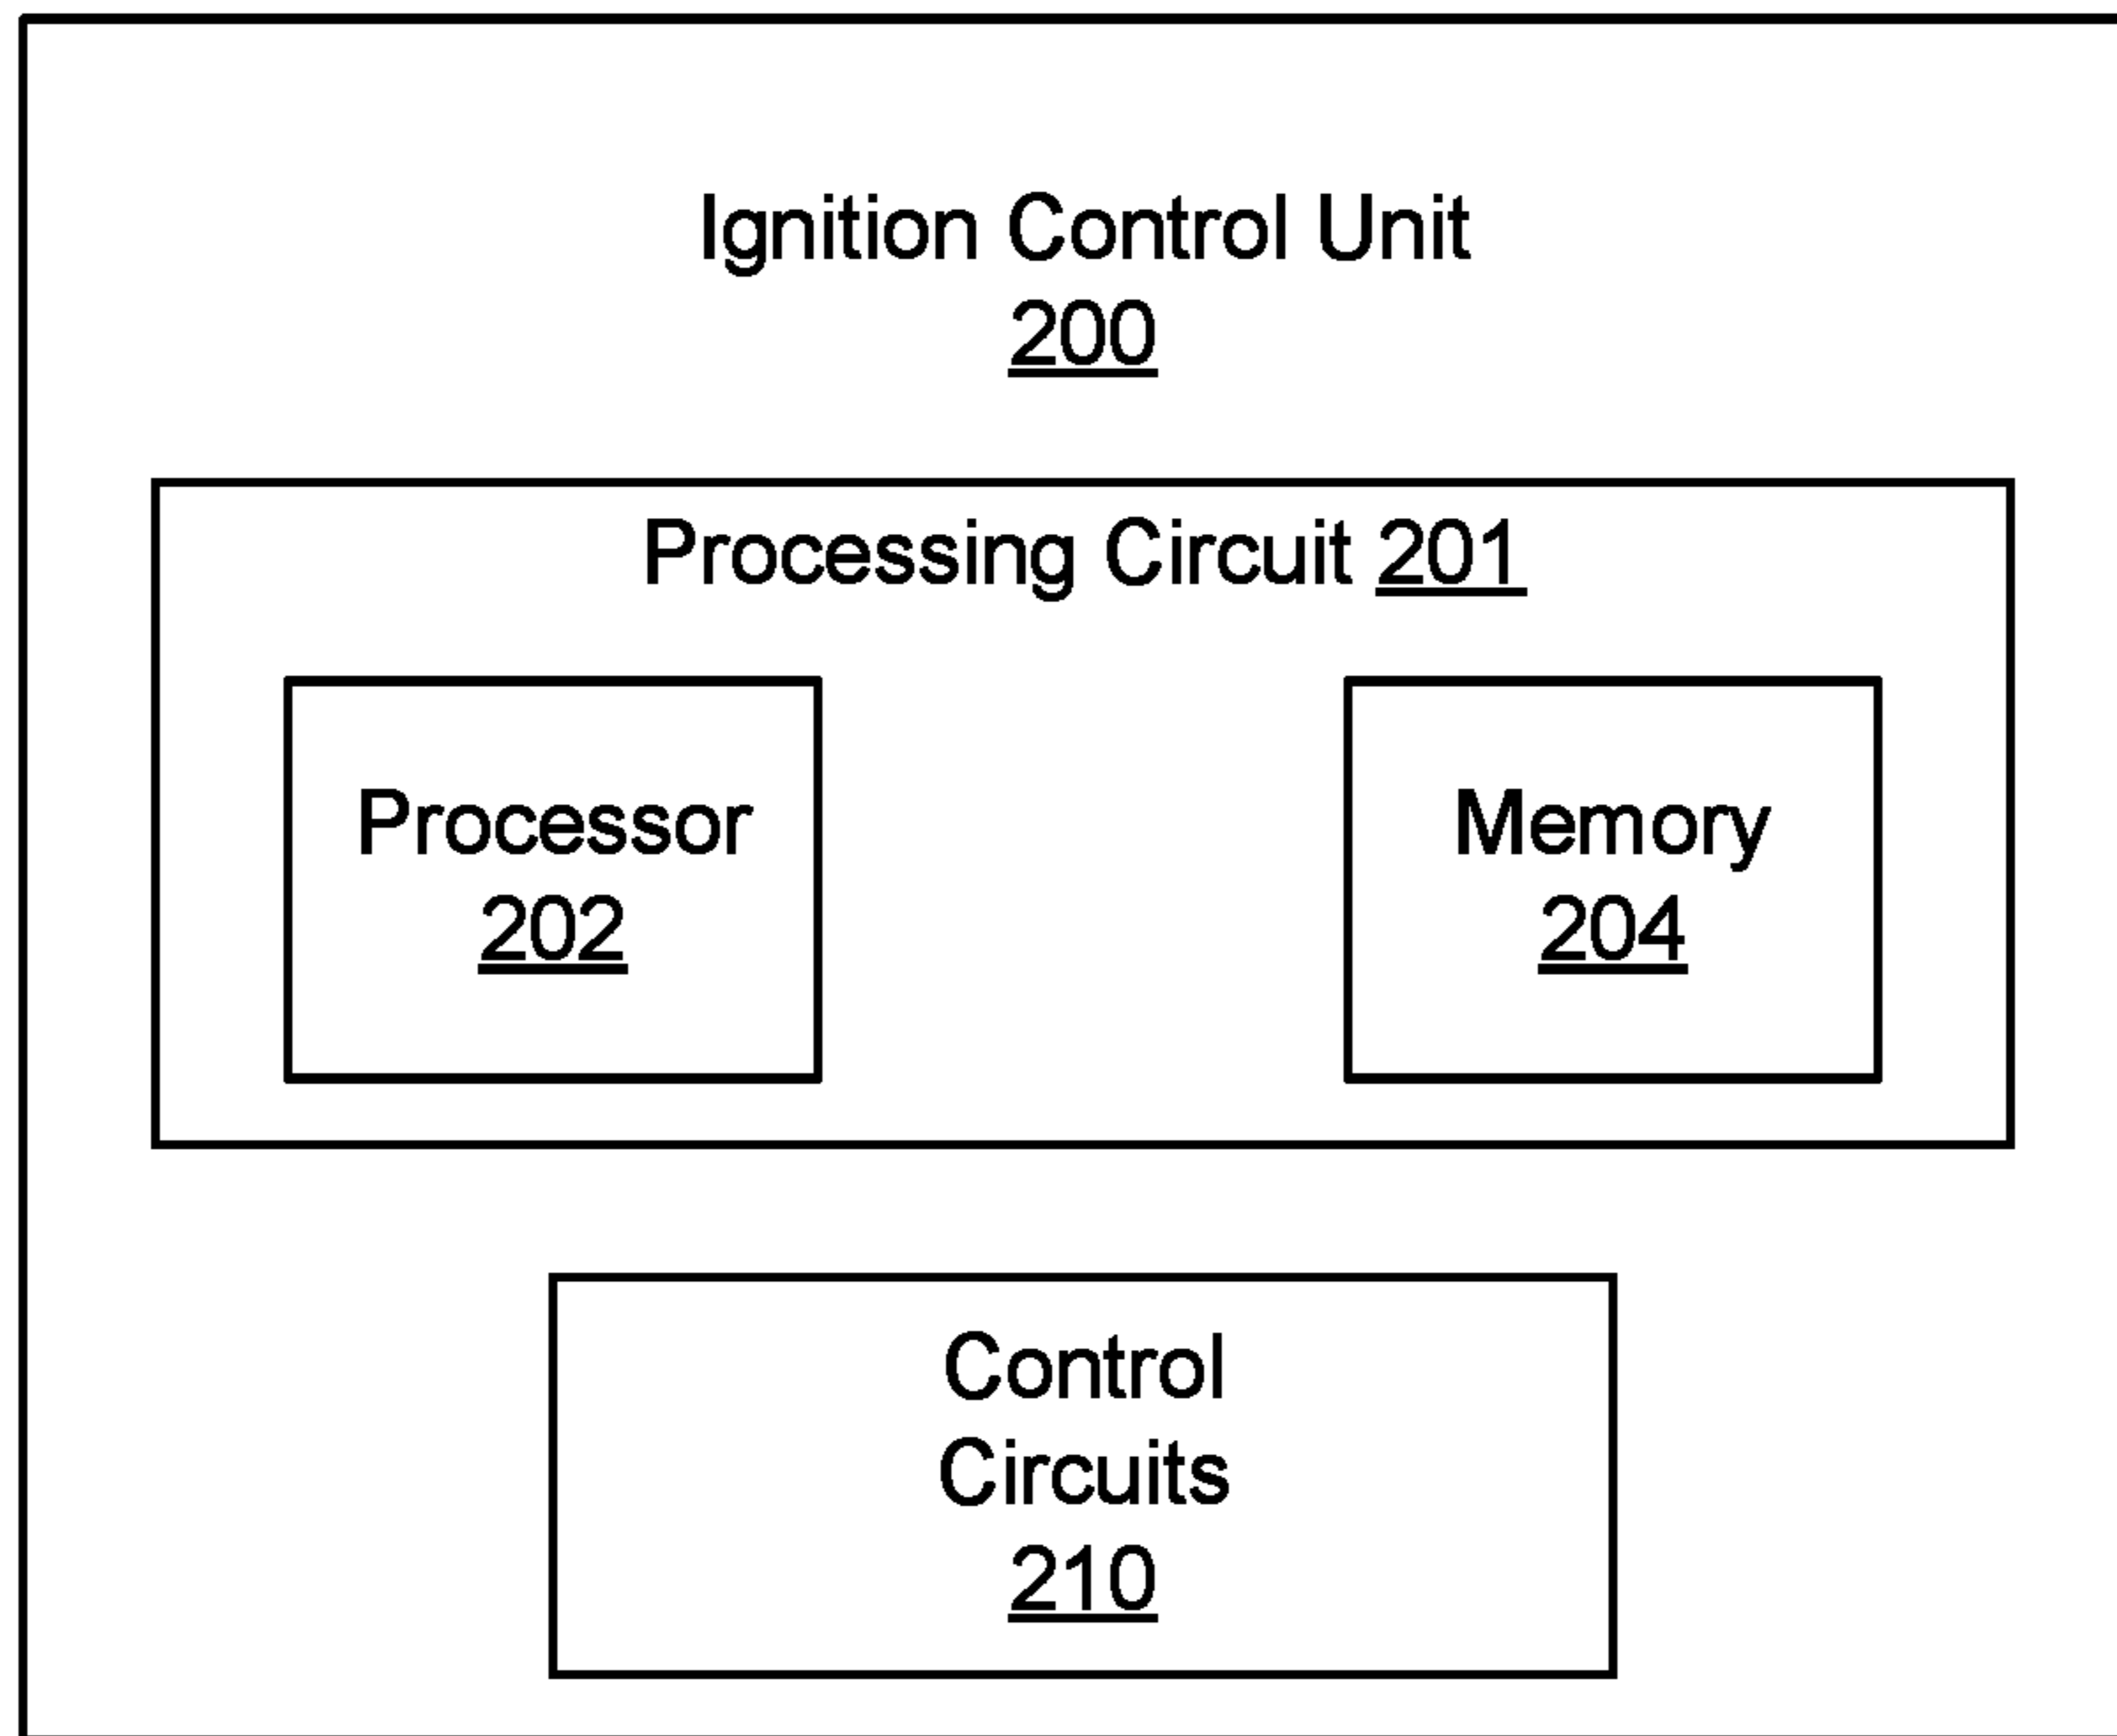 Ignition Control Unit
200
Processing Circuit 201
Processor
202
Memory
204
Control
Circuits
210